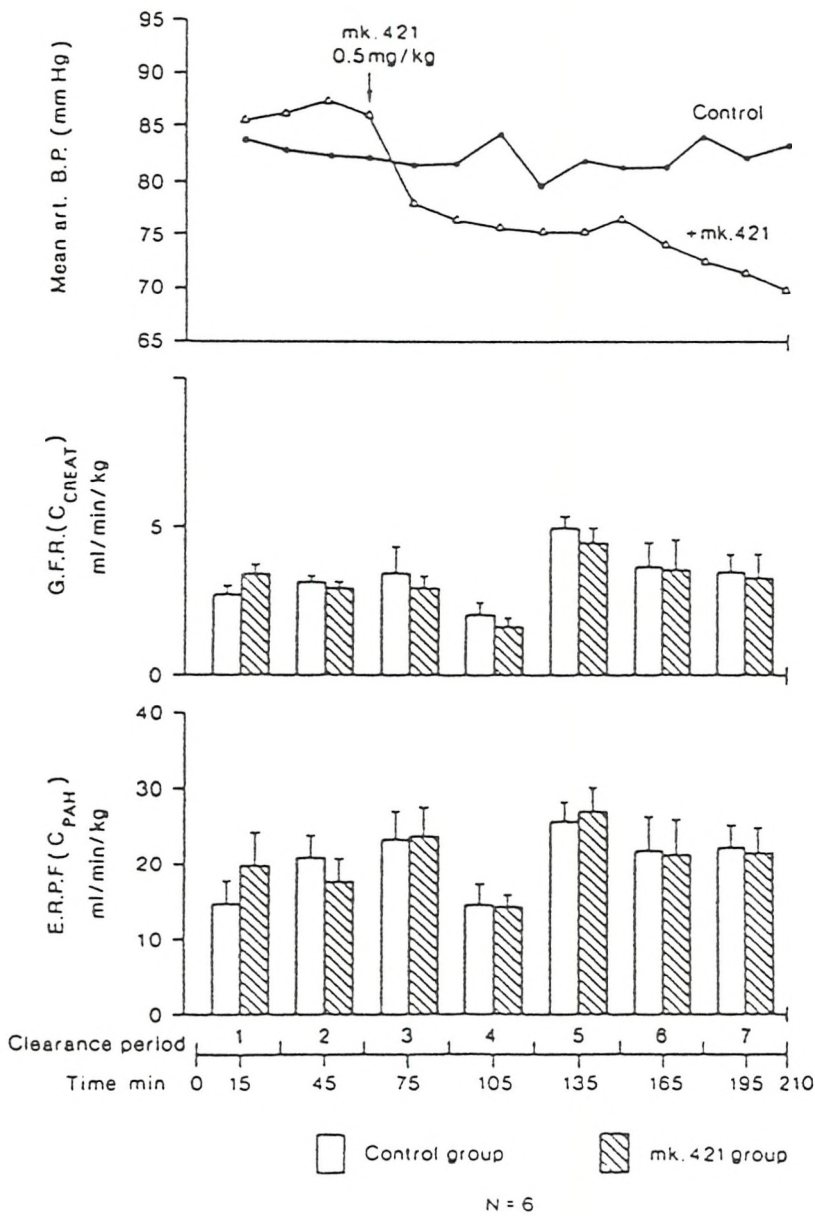 95
90
85
80
75
70
65
Mean art. B.P. (mm Hg)
mk.421
0.5mg/kg
Control
+mk.421
G.F.R.(C_CREAT)
ml/min/kg
5
0
E.R.P.F(C_PAH)
ml/min/kg
40
30
20
10
0
Clearance period 1 2 3 4 5 6 7
Time min 0 15 45 75 105 135 165 195 210
Control group
mk.421 group
N = 6